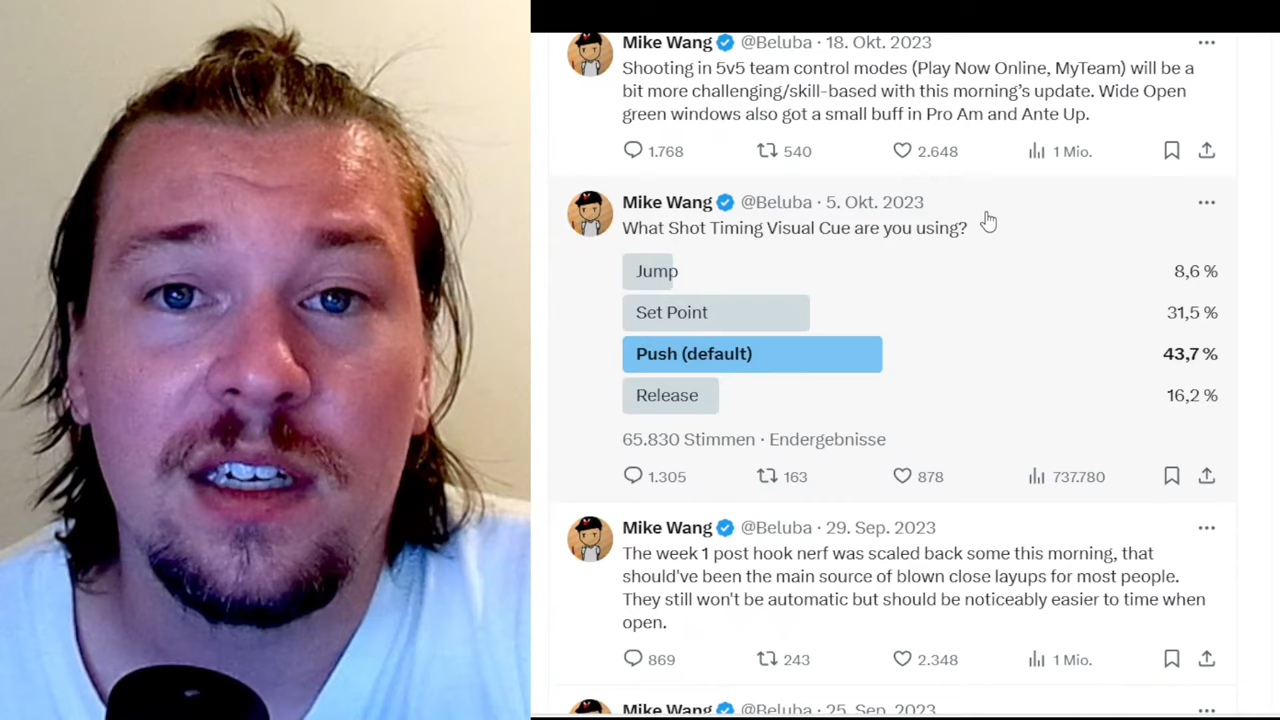 Mike Wang @Beluba · 18. Okt. 2023
Shooting in 5v5 team control modes (Play Now Online, MyTeam) will be a
bit more challenging/skill-based with this morning’s update. Wide Open
green windows also got a small buff in Pro Am and Ante Up.
1.768 540 2.648 1 Mio.
Mike Wang @Beluba · 5. Okt. 2023
What Shot Timing Visual Cue are you using?
Jump 8,6 %
Set Point 31,5 %
Push (default) 43,7 %
Release 16,2 %
65.830 Stimmen · Endergebnisse
1.305 163 878 737.780
Mike Wang @Beluba · 29. Sep. 2023
The week 1 post hook nerf was scaled back some this morning, that
should've been the main source of blown close layups for most people.
They still won't be automatic but should be noticeably easier to time when
open.
869 243 2.348 1 Mio.
Mike Wang @Beluba · 25. Sep. 2023